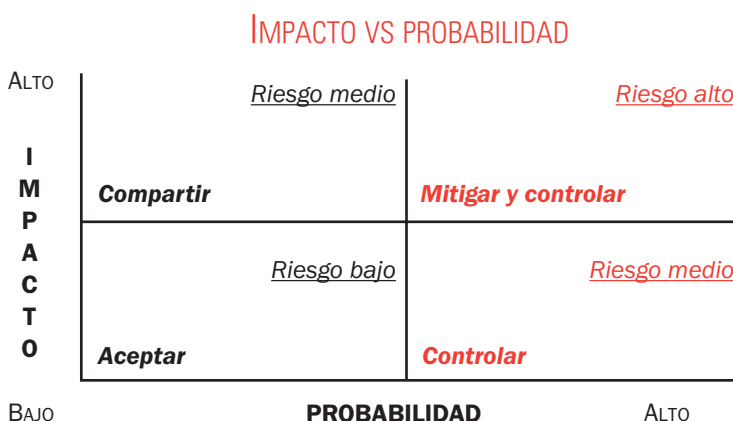 IMPACTO VS PROBABILIDAD
ALTO
Riesgo medio
Riesgo alto
IMPACTO
Compartir
Mitigar y controlar
Riesgo bajo
Riesgo medio
Aceptar
Controlar
BAJO
PROBABILIDAD
ALTO